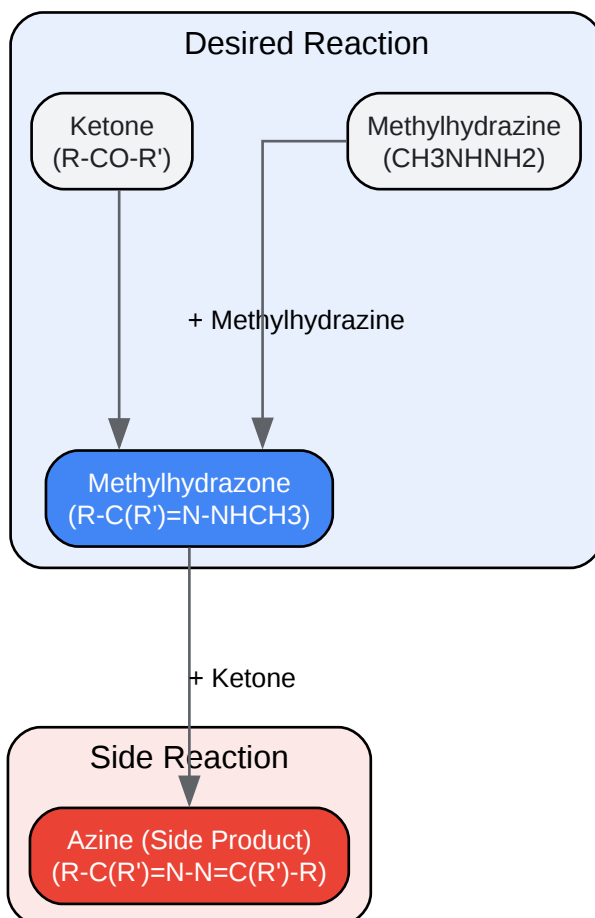 Desired Reaction
Ketone
(R-CO-R')
Methylhydrazine
(CH3NHNH2)
+ Methylhydrazine
Methylhydrazone
(R-C(R')=N-NHCH3)
+ Ketone
Side Reaction
Azine (Side Product)
(R-C(R')=N-N=C(R')-R)